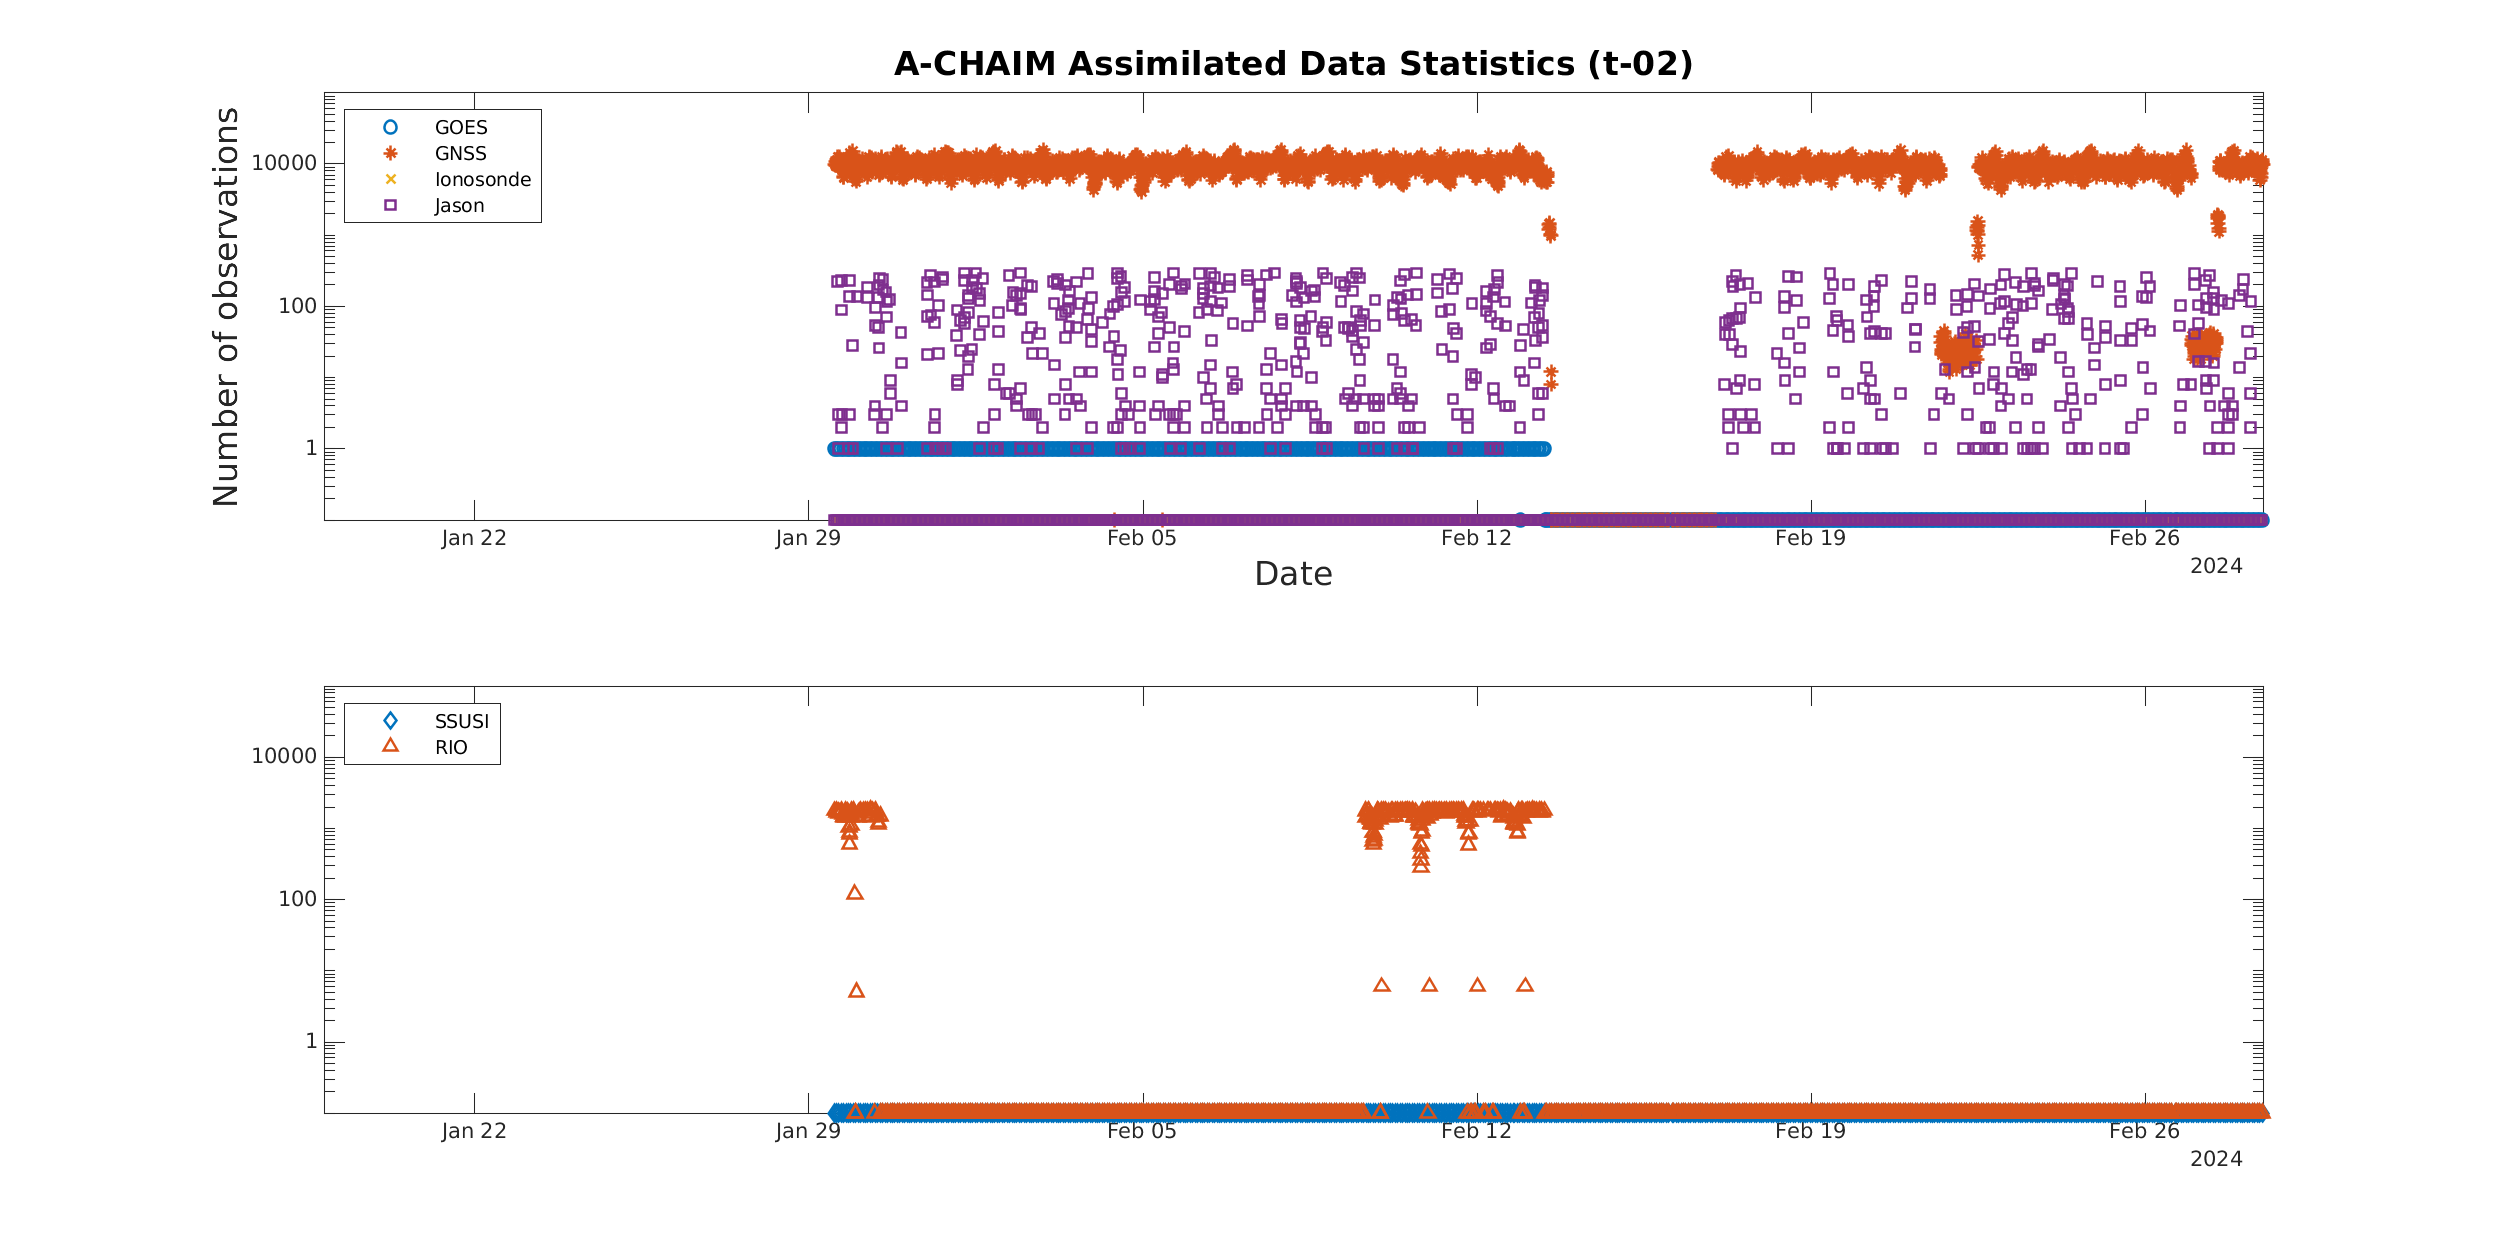 A-CHAIM Assimilated Data Statistics (t-02)
Number of observations
GOES
GNSS
Ionosonde
Jason
10000
100
1
Jan 22
Jan 29
Feb 05
Feb 12
Feb 19
Feb 26
2024
Date
SSUSI
RIO
10000
100
1
Jan 22
Jan 29
Feb 05
Feb 12
Feb 19
Feb 26
2024